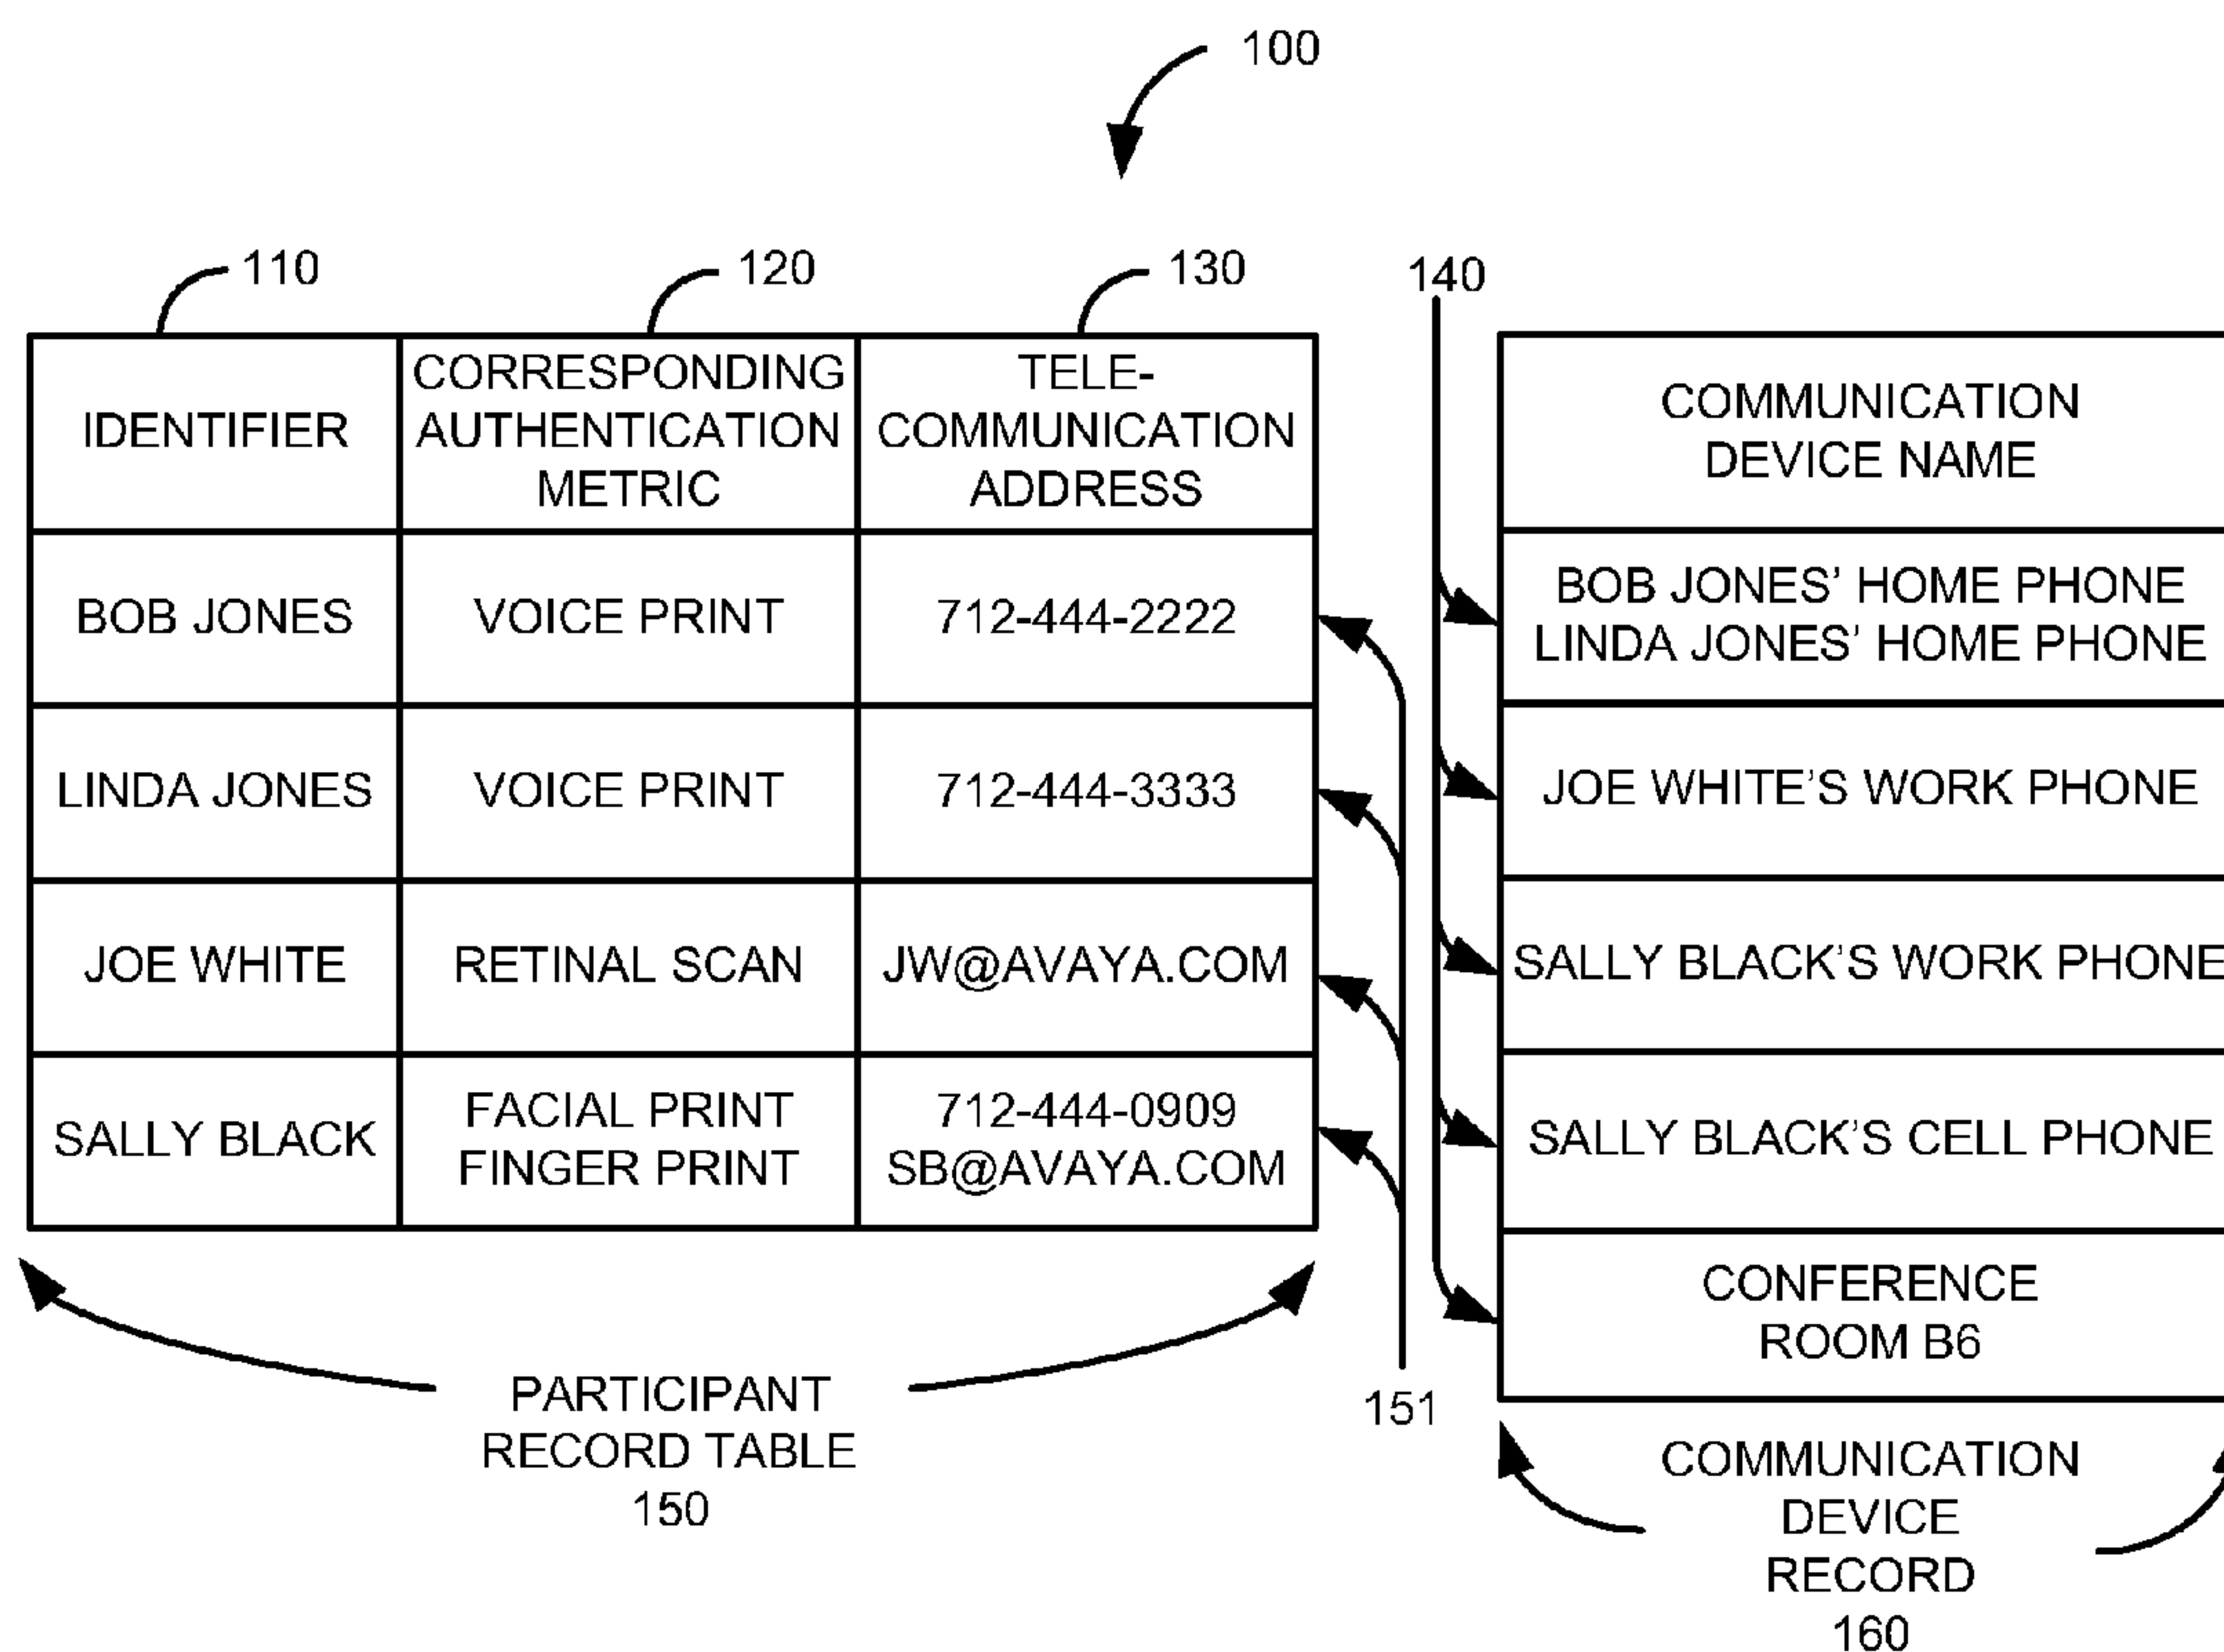 100
110
120
130
140
IDENTIFIER
CORRESPONDING
AUTHENTICATION
METRIC
TELE-
COMMUNICATION
ADDRESS
BOB JONES
VOICE PRINT
712-444-2222
LINDA JONES
VOICE PRINT
712-444-3333
JOE WHITE
RETINAL SCAN
JW@AVAYA.COM
SALLY BLACK
FACIAL PRINT
FINGER PRINT
712-444-0909
SB@AVAYA.COM
PARTICIPANT
RECORD TABLE
150
151
COMMUNICATION
DEVICE NAME
BOB JONES’ HOME PHONE
LINDA JONES’ HOME PHONE
JOE WHITE’S WORK PHONE
SALLY BLACK’S WORK PHONE
SALLY BLACK’S CELL PHONE
CONFERENCE
ROOM B6
COMMUNICATION
DEVICE
RECORD
160